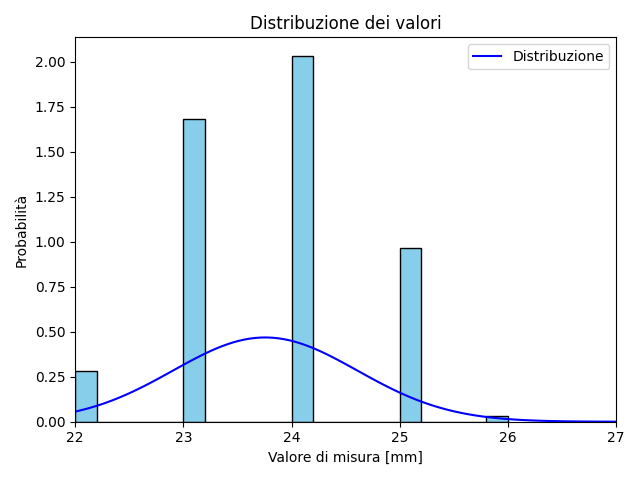 Distribuzione dei valori
Distribuzione
Probabilità
2.00
1.75
1.50
1.25
1.00
0.75
0.50
0.25
0.00
22 23 24 25 26 27
Valore di misura [mm]